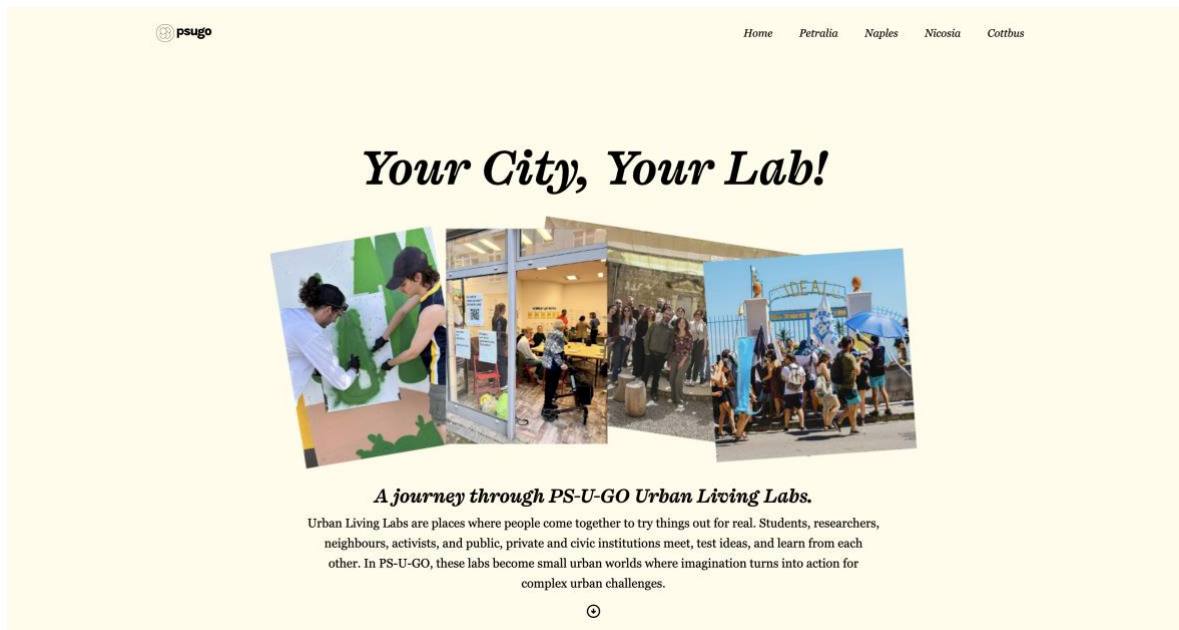 psugo
Home Petralia Naples Nicosia Cottbus
Your City, Your Lab!
IDEAL
A journey through PS-U-GO Urban Living Labs.
Urban Living Labs are places where people come together to try things out for real. Students, researchers,
neighbours, activists, and public, private and civic institutions meet, test ideas, and learn from each
other. In PS-U-GO, these labs become small urban worlds where imagination turns into action for
complex urban challenges.